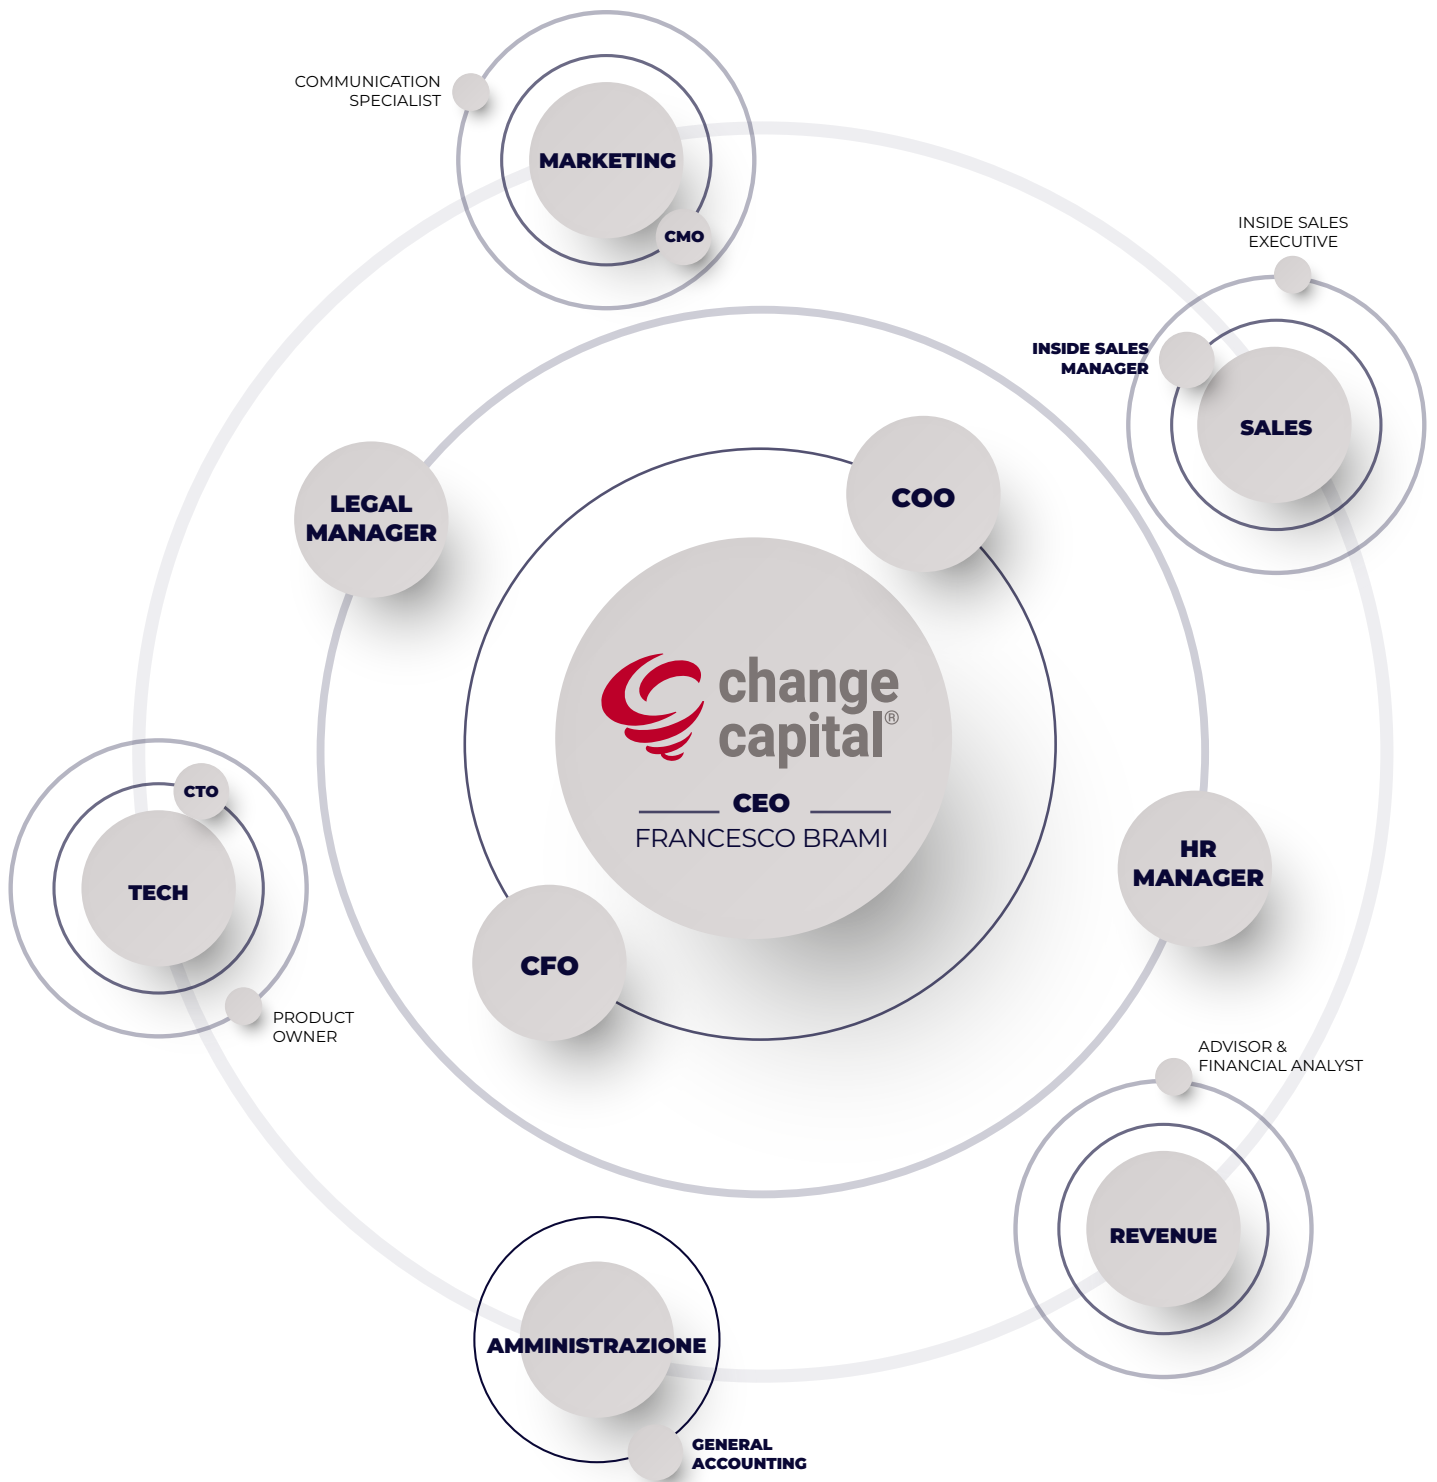 COMMUNICATION
SPECIALIST
MARKETING
CMO
INSIDE SALES
EXECUTIVE
INSIDE SALES
MANAGER
SALES
LEGAL
MANAGER
COO
change
capital®
CEO
FRANCESCO BRAMI
CTO
TECH
PRODUCT
OWNER
HR
MANAGER
CFO
ADVISOR &
FINANCIAL ANALYST
REVENUE
AMMINISTRAZIONE
GENERAL
ACCOUNTING